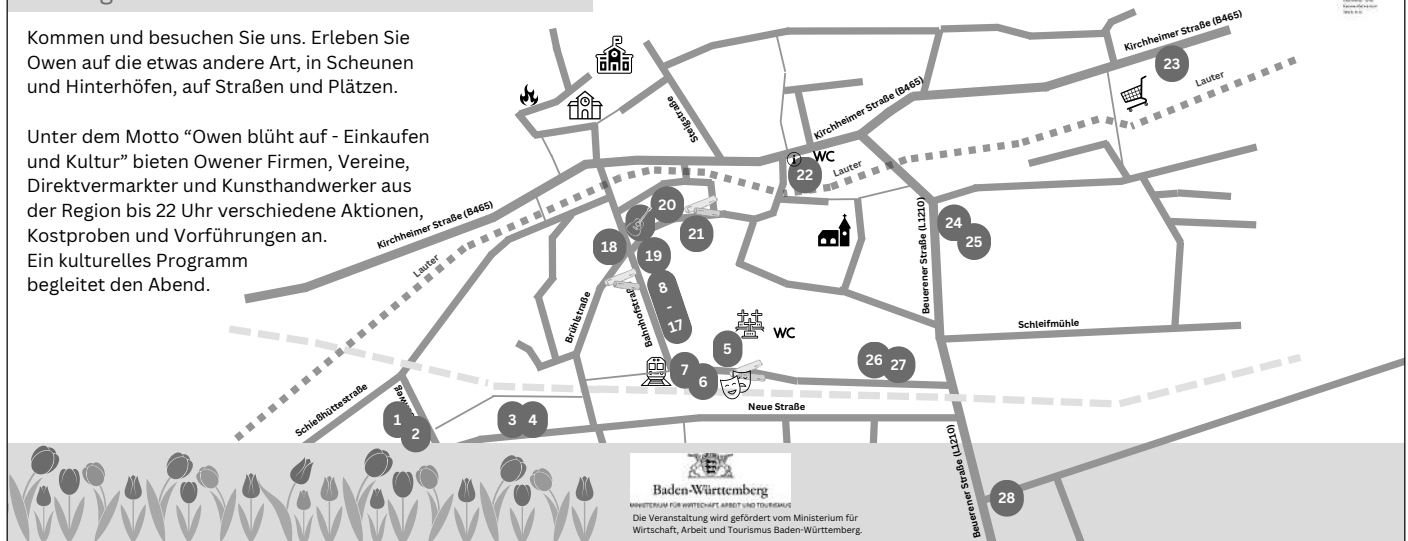 Kommen und besuchen Sie uns. Erleben Sie
Owen auf die etwas andere Art, in Scheunen
und Hinterhöfen, auf Straßen und Plätzen.
Unter dem Motto “Owen blüht auf - Einkaufen
und Kultur” bieten Owener Firmen, Vereine,
Direktvermarkter und Kunsthandwerker aus
der Region bis 22 Uhr verschiedene Aktionen,
Kostproben und Vorführungen an.
Ein kulturelles Programm
begleitet den Abend.
Kirchheimer Straße (B465)
23
Lauter
Steigstraße
Kirchheimer Straße (B465)
WC
22
Lauter
Kirchheimer Straße (B465)
Lauter
20
21
18
19
8
-
17
24
25
Beuerener Straße (L1210)
Brühlstraße
Bahnhofstraße
WC
Schleifmühle
5
7
6
26
27
Schießhüttestraße
1
2
3
4
Neue Straße
Beuerener Straße (L1210)
28
Baden-Württemberg
MINISTERIUM FÜR WIRTSCHAFT, ARBEIT UND TOURISMUS
Die Veranstaltung wird gefördert vom Ministerium für
Wirtschaft, Arbeit und Tourismus Baden-Württemberg.